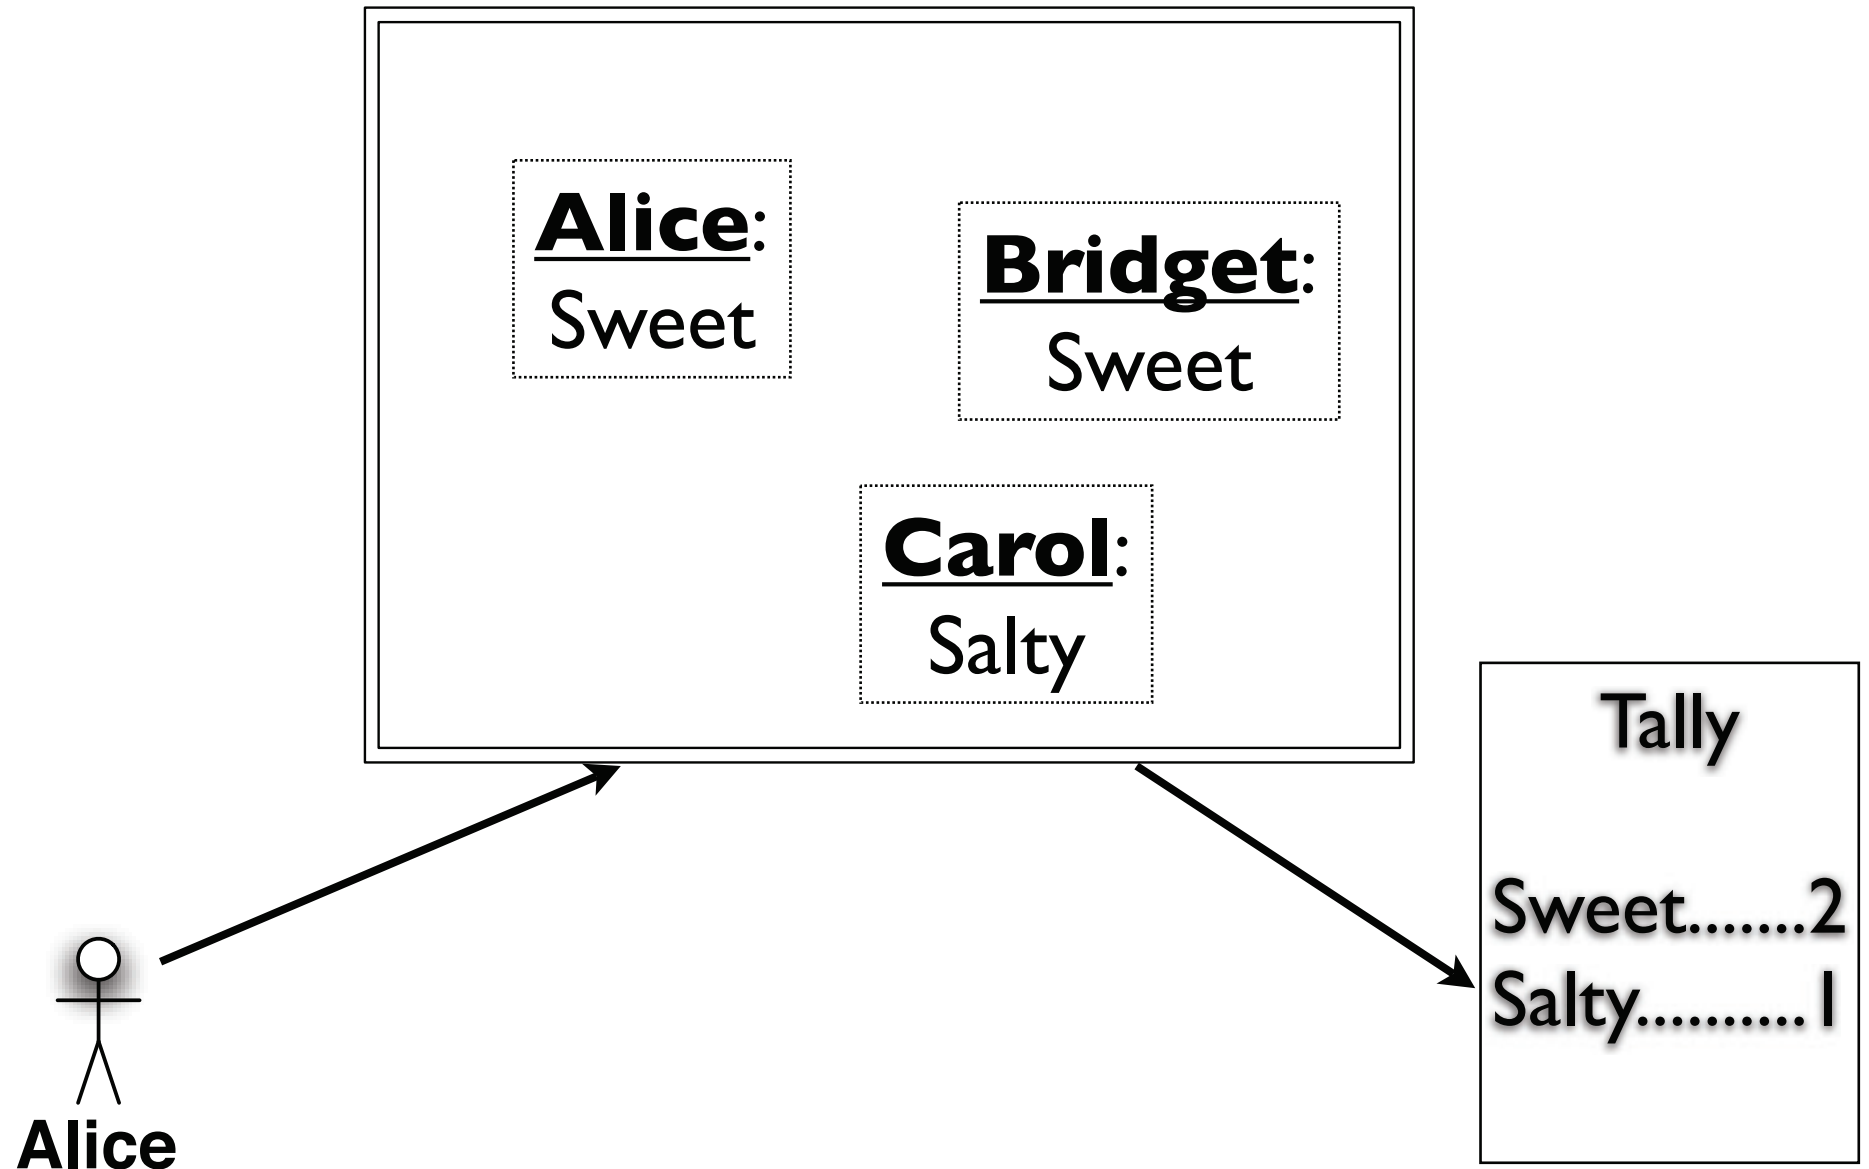 Alice:
Sweet
Bridget:
Sweet
Carol:
Salty
Tally
Sweet.......2
Salty..........1
Alice